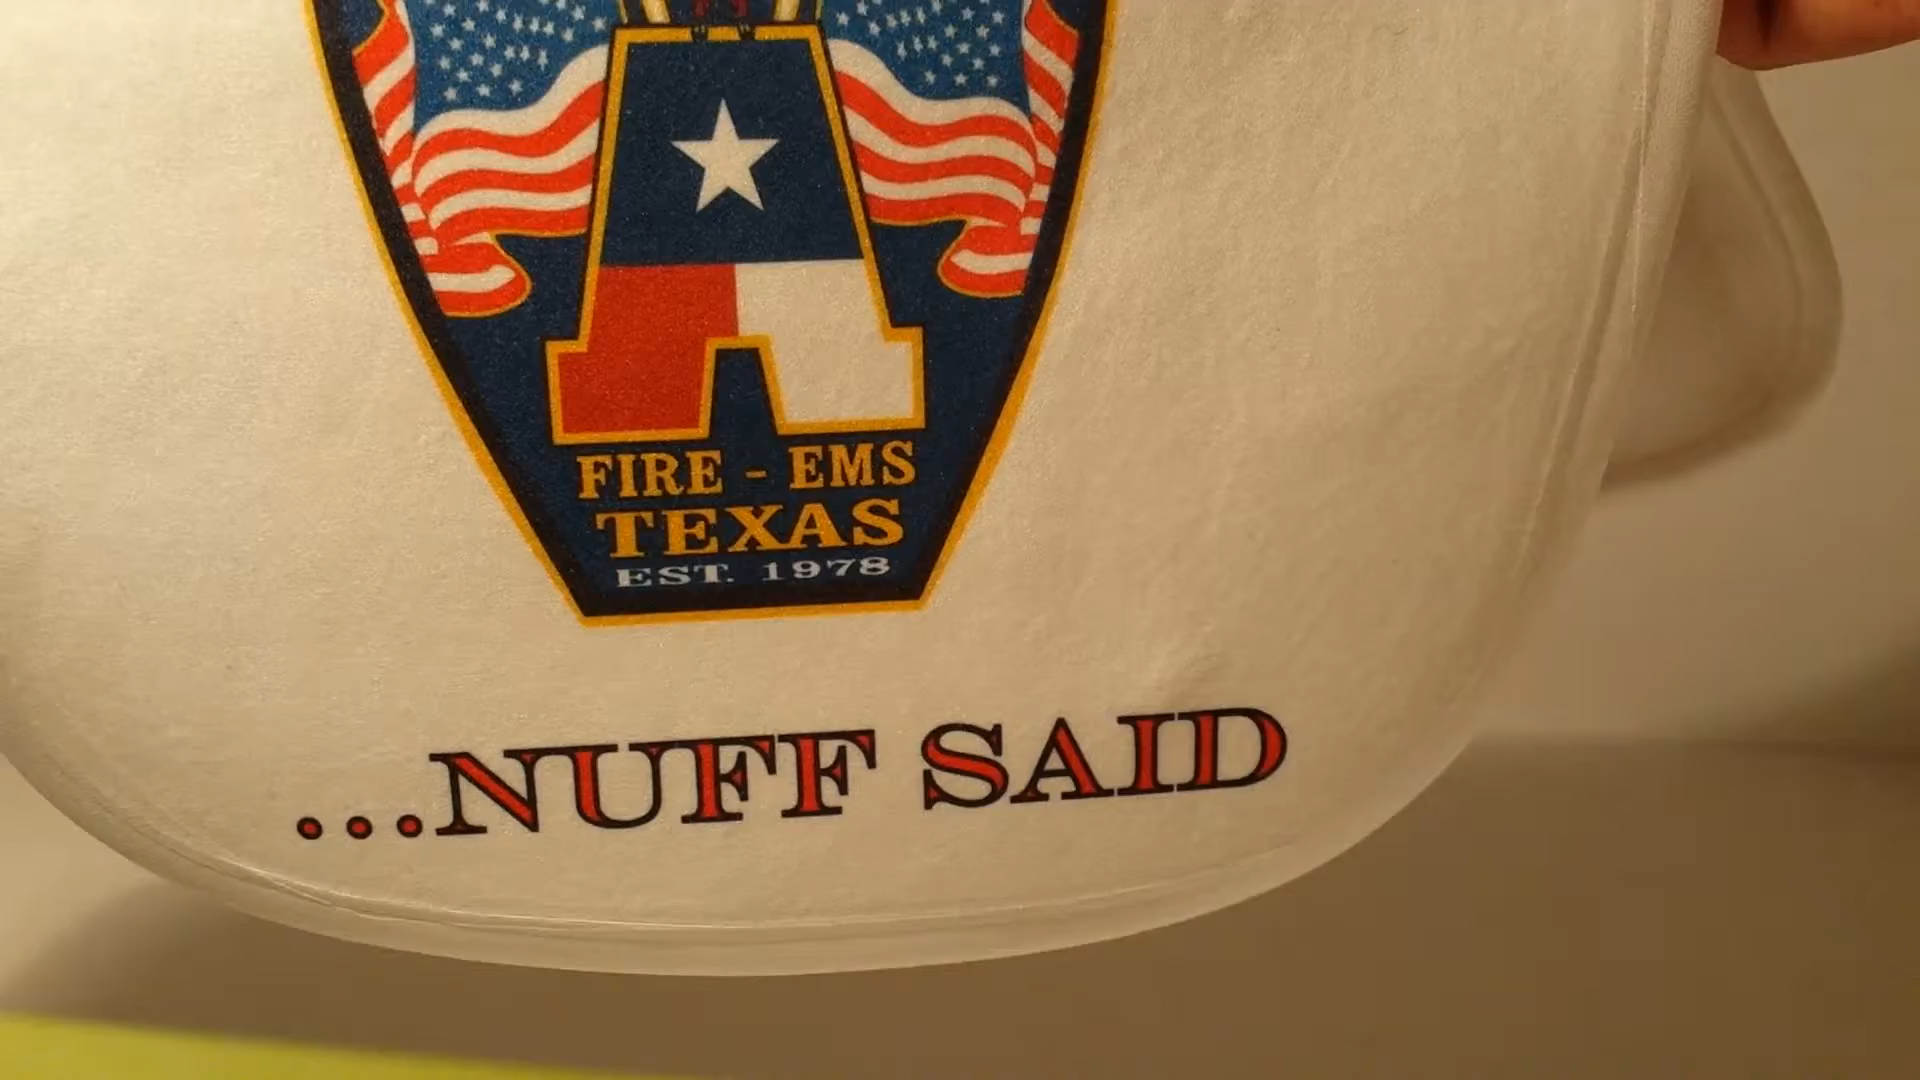 A
FIRE - EMS
TEXAS
EST. 1978
...NUFF SAID